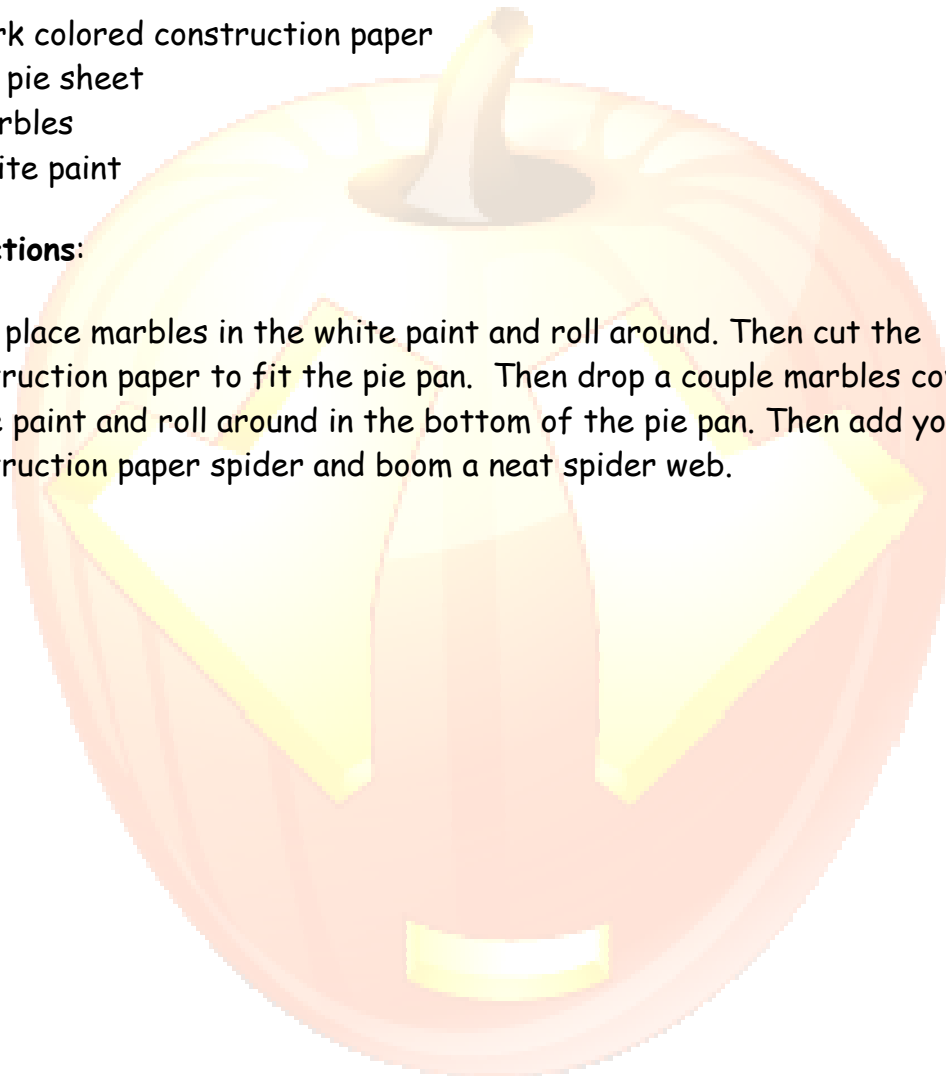 rk colored construction paper
pie sheet
rbles
ite paint
ctions:
place marbles in the white paint and roll around. Then cut the
truction paper to fit the pie pan.  Then drop a couple marbles co
e paint and roll around in the bottom of the pie pan. Then add yo
truction paper spider and boom a neat spider web.